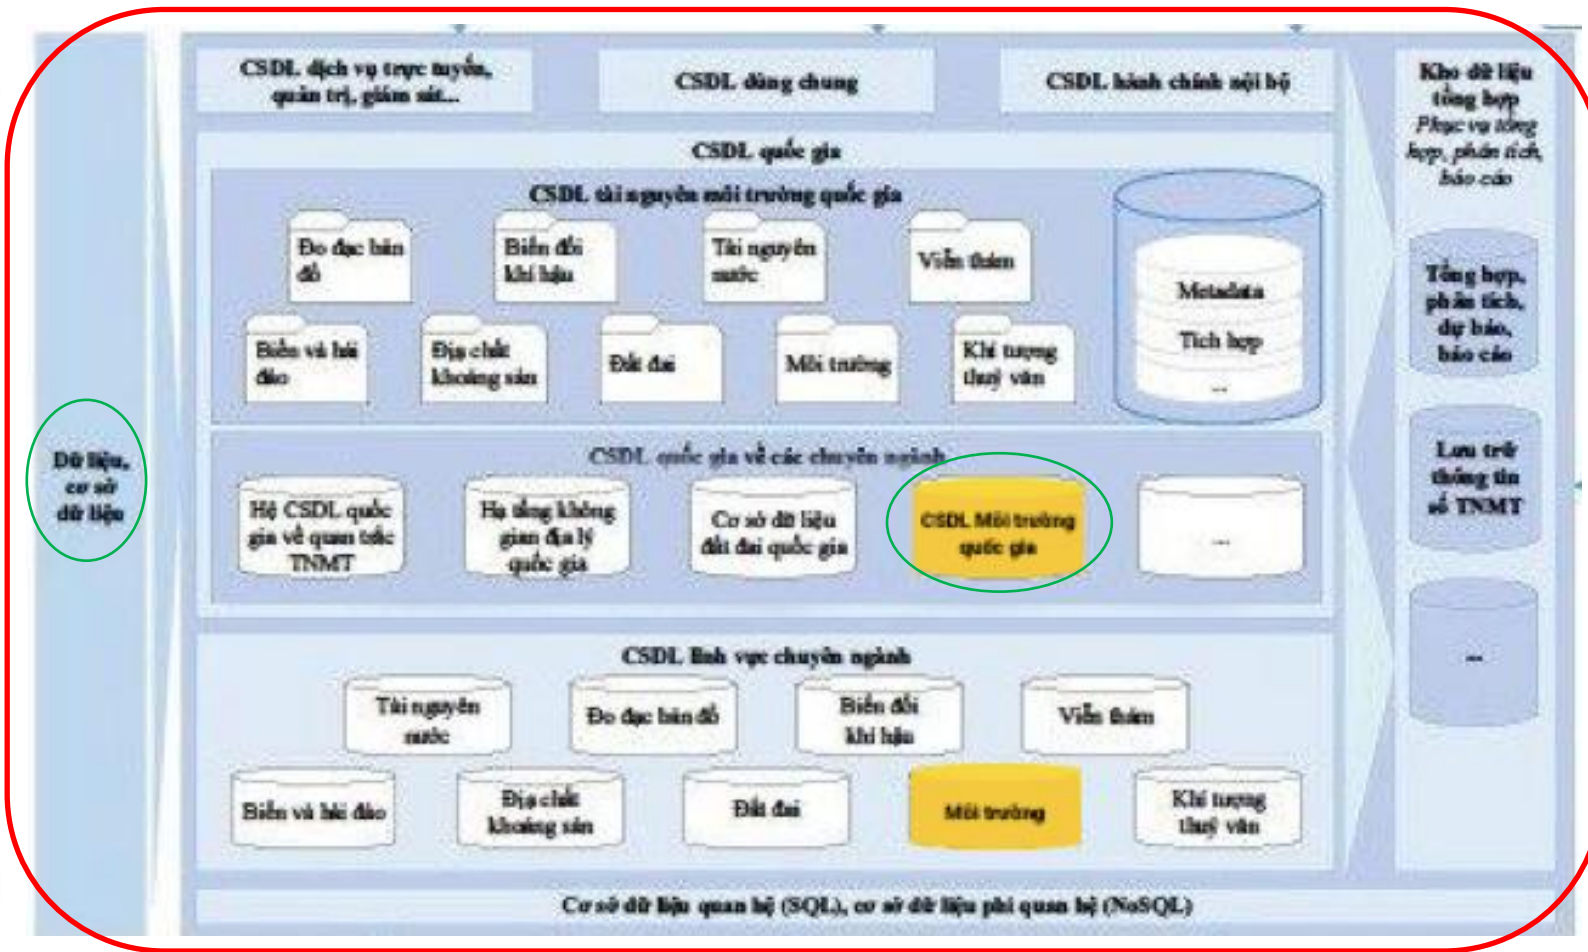 CSDL dịch vụ trực tuyến,
quản trị, giám sát...
CSDL dùng chung
CSDL hành chính nội bộ
Kho dữ liệu
tổng hợp
Phục vụ tổng
hợp, phân tích,
báo cáo
CSDL quốc gia
CSDL tài nguyên môi trường quốc gia
Đo đạc bản
đồ
Biến đổi
khí hậu
Tài nguyên
nước
Viễn thám
Biển và hải
đảo
Địa chất
khoáng sản
Đất đai
Môi trường
Khí tượng
thuỷ văn
Metadata
Tích hợp
...
Tổng hợp,
phân tích,
dự báo,
báo cáo
Dữ liệu,
cơ sở
dữ liệu
CSDL quốc gia về các chuyên ngành
Hệ CSDL quốc
gia về quan trắc
TNMT
Hạ tầng không
gian địa lý
quốc gia
Cơ sở dữ liệu
đất đai quốc gia
CSDL Môi trường
quốc gia
...
Lưu trữ
thông tin
số TNMT
...
CSDL lĩnh vực chuyên ngành
Tài nguyên
nước
Đo đạc bản đồ
Biến đổi
khí hậu
Viễn thám
Biển và hải đảo
Địa chất
khoáng sản
Đất đai
Môi trường
Khí tượng
thuỷ văn
Cơ sở dữ liệu quan hệ (SQL), cơ sở dữ liệu phi quan hệ (NoSQL)